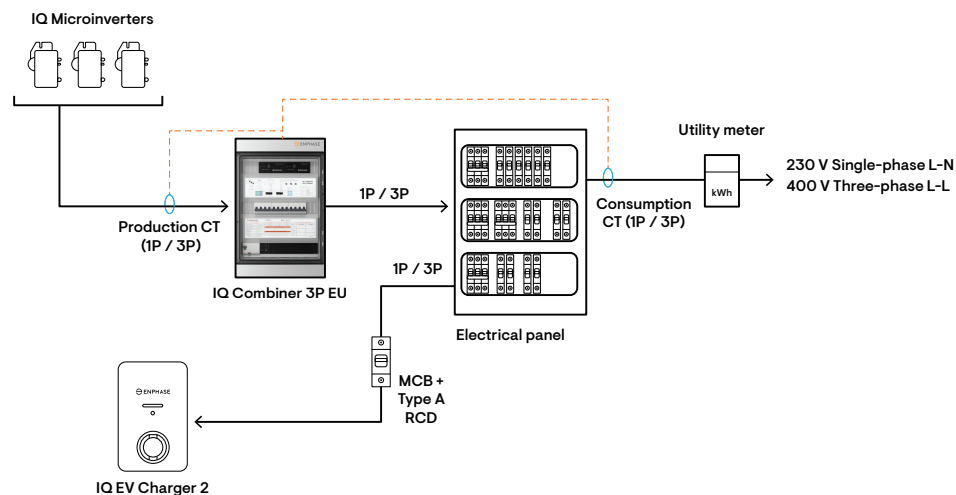 IQ Microinverters
ENPHASE
Utility meter
230 V Single-phase L-N
400 V Three-phase L-L
kWh
1P / 3P
Production CT
(1P / 3P)
Consumption
CT (1P / 3P)
1P / 3P
IQ Combiner 3P EU
Electrical panel
MCB +
Type A
RCD
ENPHASE
IQ EV Charger 2